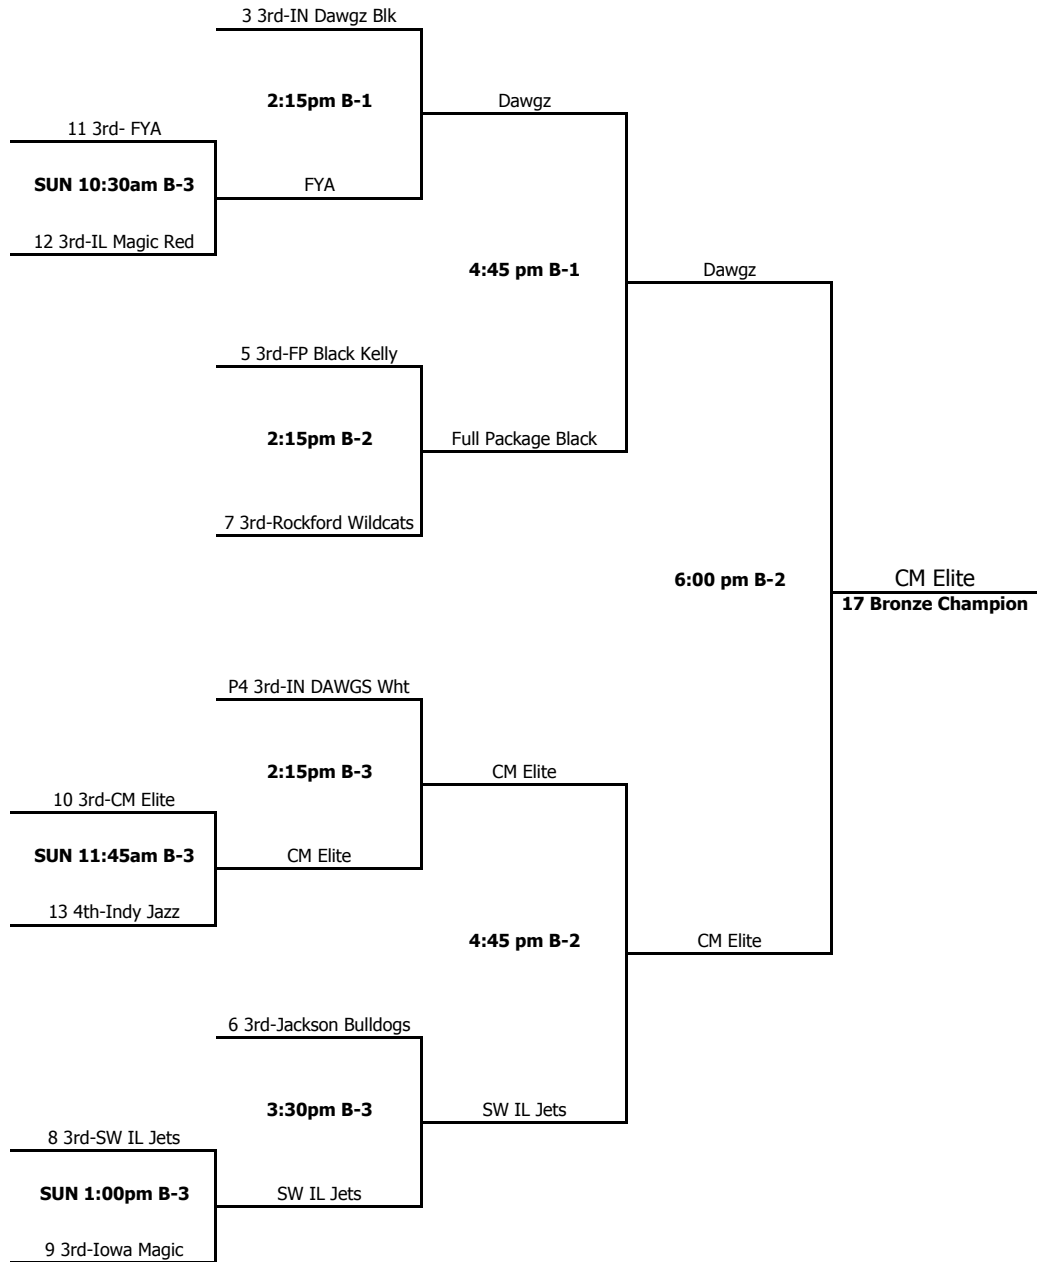 3 3rd-IN Dawgz Blk
2:15pm B-1
Dawgz
11 3rd- FYA
SUN 10:30am B-3
FYA
12 3rd-IL Magic Red
4:45 pm B-1
Dawgz
5 3rd-FP Black Kelly
2:15pm B-2
Full Package Black
7 3rd-Rockford Wildcats
6:00 pm B-2
CM Elite
17 Bronze Champion
P4 3rd-IN DAWGS Wht
2:15pm B-3
CM Elite
10 3rd-CM Elite
SUN 11:45am B-3
CM Elite
13 4th-Indy Jazz
4:45 pm B-2
CM Elite
6 3rd-Jackson Bulldogs
3:30pm B-3
SW IL Jets
8 3rd-SW IL Jets
SUN 1:00pm B-3
SW IL Jets
9 3rd-Iowa Magic